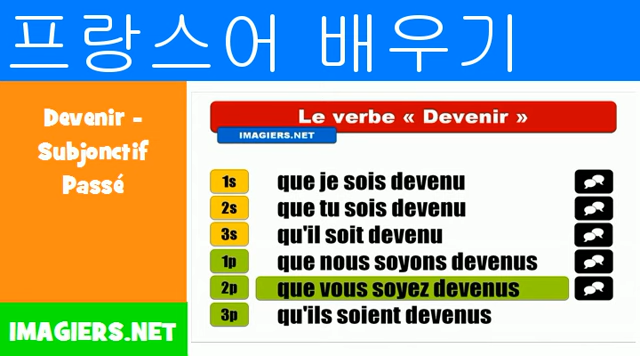 프랑스어 배우기
Devenir -
Subjonctif
Passé
IMAGIERS.NET
Le verbe « Devenir »
IMAGIERS.NET
1s que je sois devenu
2s que tu sois devenu
3s qu'il soit devenu
1p que nous soyons devenus
2p que vous soyez devenus
3p qu'ils soient devenus